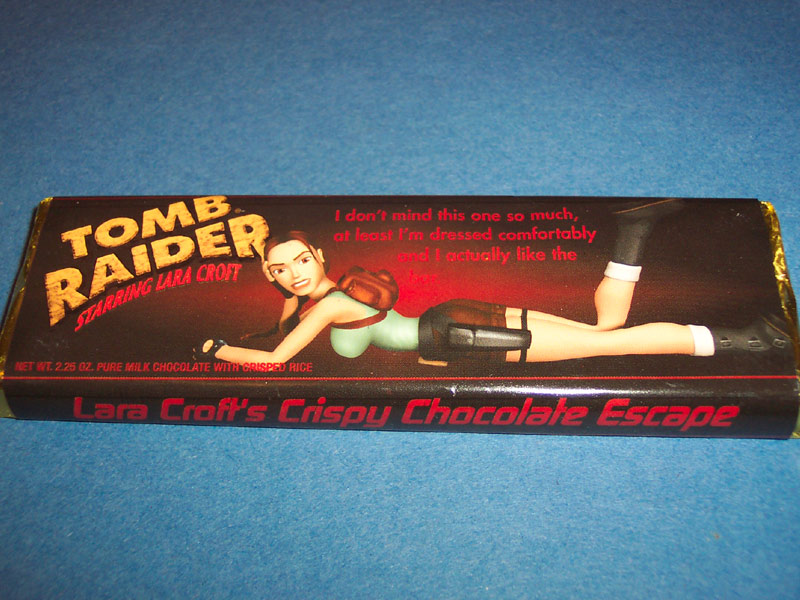 TOMB
RAIDER
STARRING LARA CROFT
I don't mind this one so much,
at least I'm dressed comfortably
and I actually like the
NET WT. 2.25 OZ. PURE MILK CHOCOLATE WITH CRISPED RICE
Lara Croft's Crispy Chocolate Escape